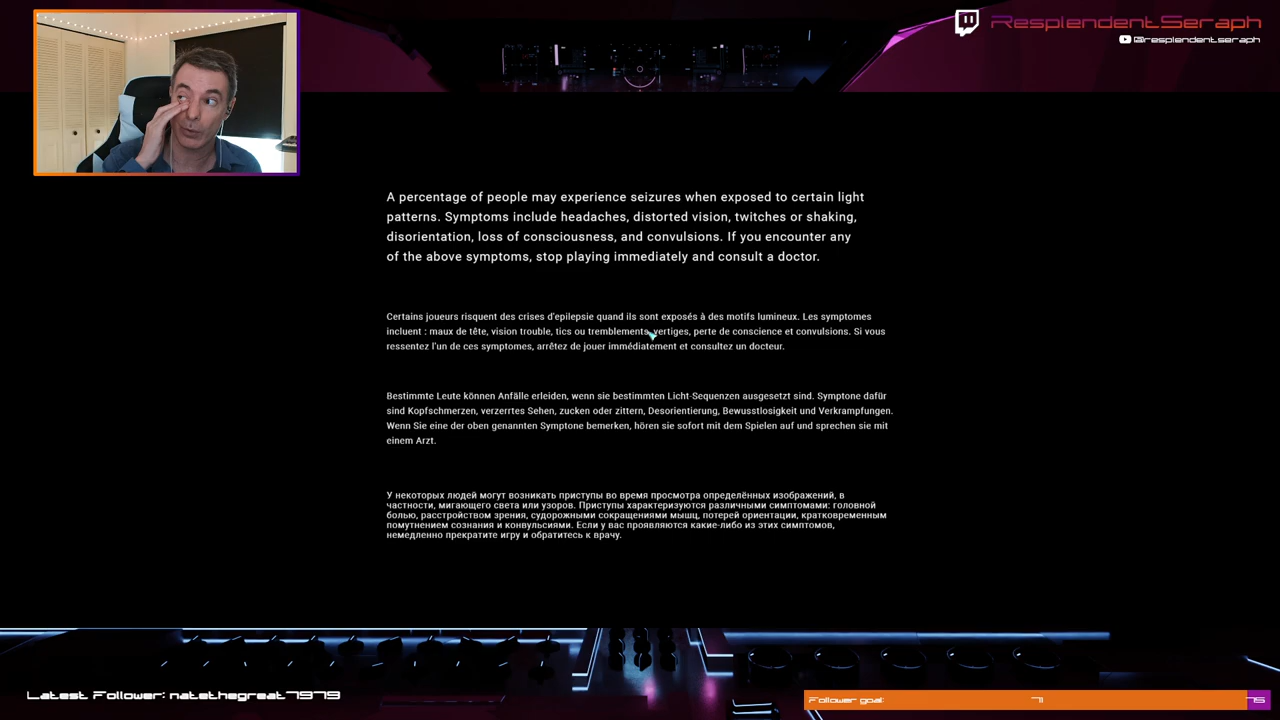 ResplendentSeraph
@resplendentseraph
A percentage of people may experience seizures when exposed to certain light
patterns. Symptoms include headaches, distorted vision, twitches or shaking,
disorientation, loss of consciousness, and convulsions. If you encounter any
of the above symptoms, stop playing immediately and consult a doctor.
Certains joueurs risquent des crises d'epilepsie quand ils sont exposés à des motifs lumineux. Les symptomes
incluent : maux de tête, vision trouble, tics ou tremblements, vertiges, perte de conscience et convulsions. Si vous
ressentez l'un de ces symptomes, arrêtez de jouer immédiatement et consultez un docteur.
Bestimmte Leute können Anfälle erleiden, wenn sie bestimmten Licht-Sequenzen ausgesetzt sind. Symptone dafür
sind Kopfschmerzen, verzerrtes Sehen, zucken oder zittern, Desorientierung, Bewusstlosigkeit und Verkrampfungen.
Wenn Sie eine der oben genannten Symptone bemerken, hören sie sofort mit dem Spielen auf und sprechen sie mit
einem Arzt.
У некоторых людей могут возникать приступы во время просмотра определённых изображений, в
частности, мигающего света или узоров. Приступы характеризуются различными симптомами: головной
болью, расстройством зрения, судорожными сокращениями мышц, потерей ориентации, кратковременным
помутнением сознания и конвульсиями. Если у вас проявляются какие-либо из этих симптомов,
немедленно прекратите игру и обратитесь к врачу.
Latest Follower: natethegreat7979
Follower goal: 71 75